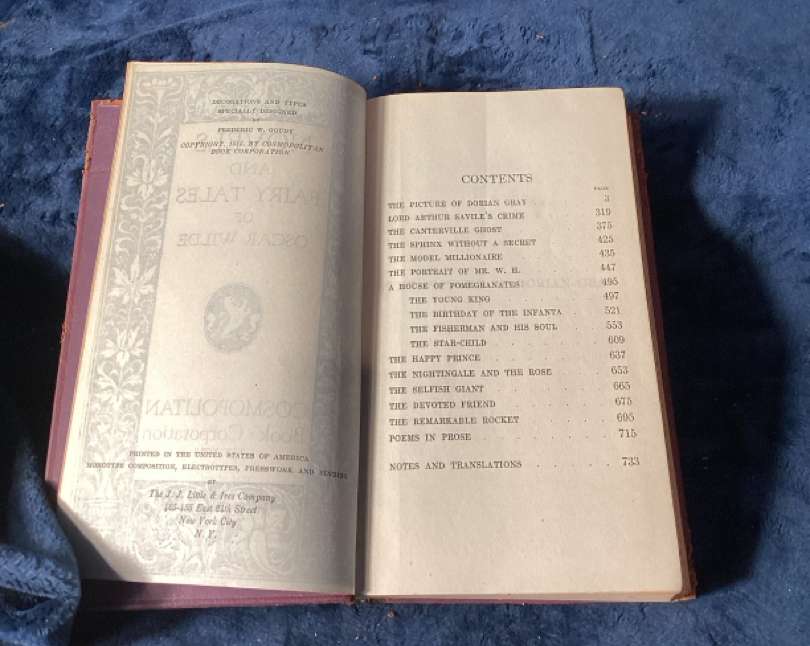 DECORATIONS AND TYPES
SPECIALLY DESIGNED
BY
FREDERIC W. GOUDY
COPYRIGHT, BY COSMOPOLITAN
BOOK CORPORATION
AND
FAIRY TALES
OF
OSCAR WILDE
COSMOPOLITAN
Book Corporation
PRINTED IN THE UNITED STATES OF AMERICA
MONOTYPE COMPOSITION, ELECTROTYPES, PRESSWORK AND BINDING
BY
The J. J. Little & Ives Company
East 24th Street
New York City
N. Y.
CONTENTS
PAGE
THE PICTURE OF DORIAN GRAY 3
LORD ARTHUR SAVILE'S CRIME 319
THE CANTERVILLE GHOST 375
THE SPHINX WITHOUT A SECRET 425
THE MODEL MILLIONAIRE 435
THE PORTRAIT OF MR. W. H. 447
A HOUSE OF POMEGRANATES: 495
THE YOUNG KING 497
THE BIRTHDAY OF THE INFANTA 521
THE FISHERMAN AND HIS SOUL 553
THE STAR-CHILD 609
THE HAPPY PRINCE 637
THE NIGHTINGALE AND THE ROSE 653
THE SELFISH GIANT 665
THE DEVOTED FRIEND 675
THE REMARKABLE ROCKET 695
POEMS IN PROSE 715
NOTES AND TRANSLATIONS 733